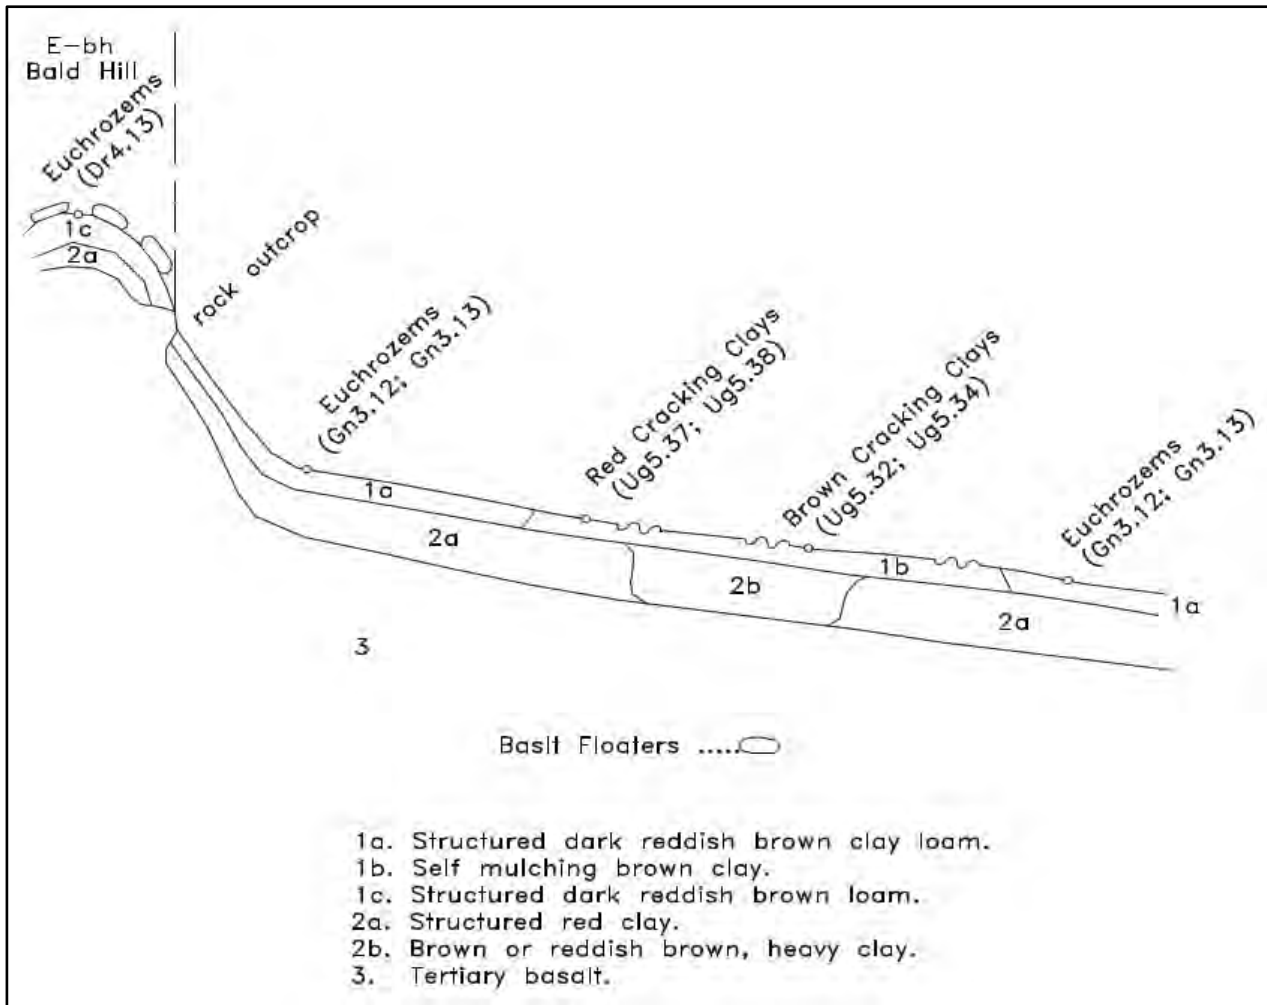 E-bh
Bald Hill
Euchrozems
(Dr4.13)
1c
2a
rock outcrop
Euchrozems
(Gn3.12; Gn3.13)
Red Cracking Clays
(Ug5.37; Ug5.38)
Brown Cracking Clays
(Ug5.32; Ug5.34)
Euchrozems
(Gn3.12; Gn3.13)
1a
2a
2b
1b
2a
1a
3
Baslt Floaters .....
1a. Structured dark reddish brown clay loam.
1b. Self mulching brown clay.
1c. Structured dark reddish brown loam.
2a. Structured red clay.
2b. Brown or reddish brown, heavy clay.
3. Tertiary basalt.